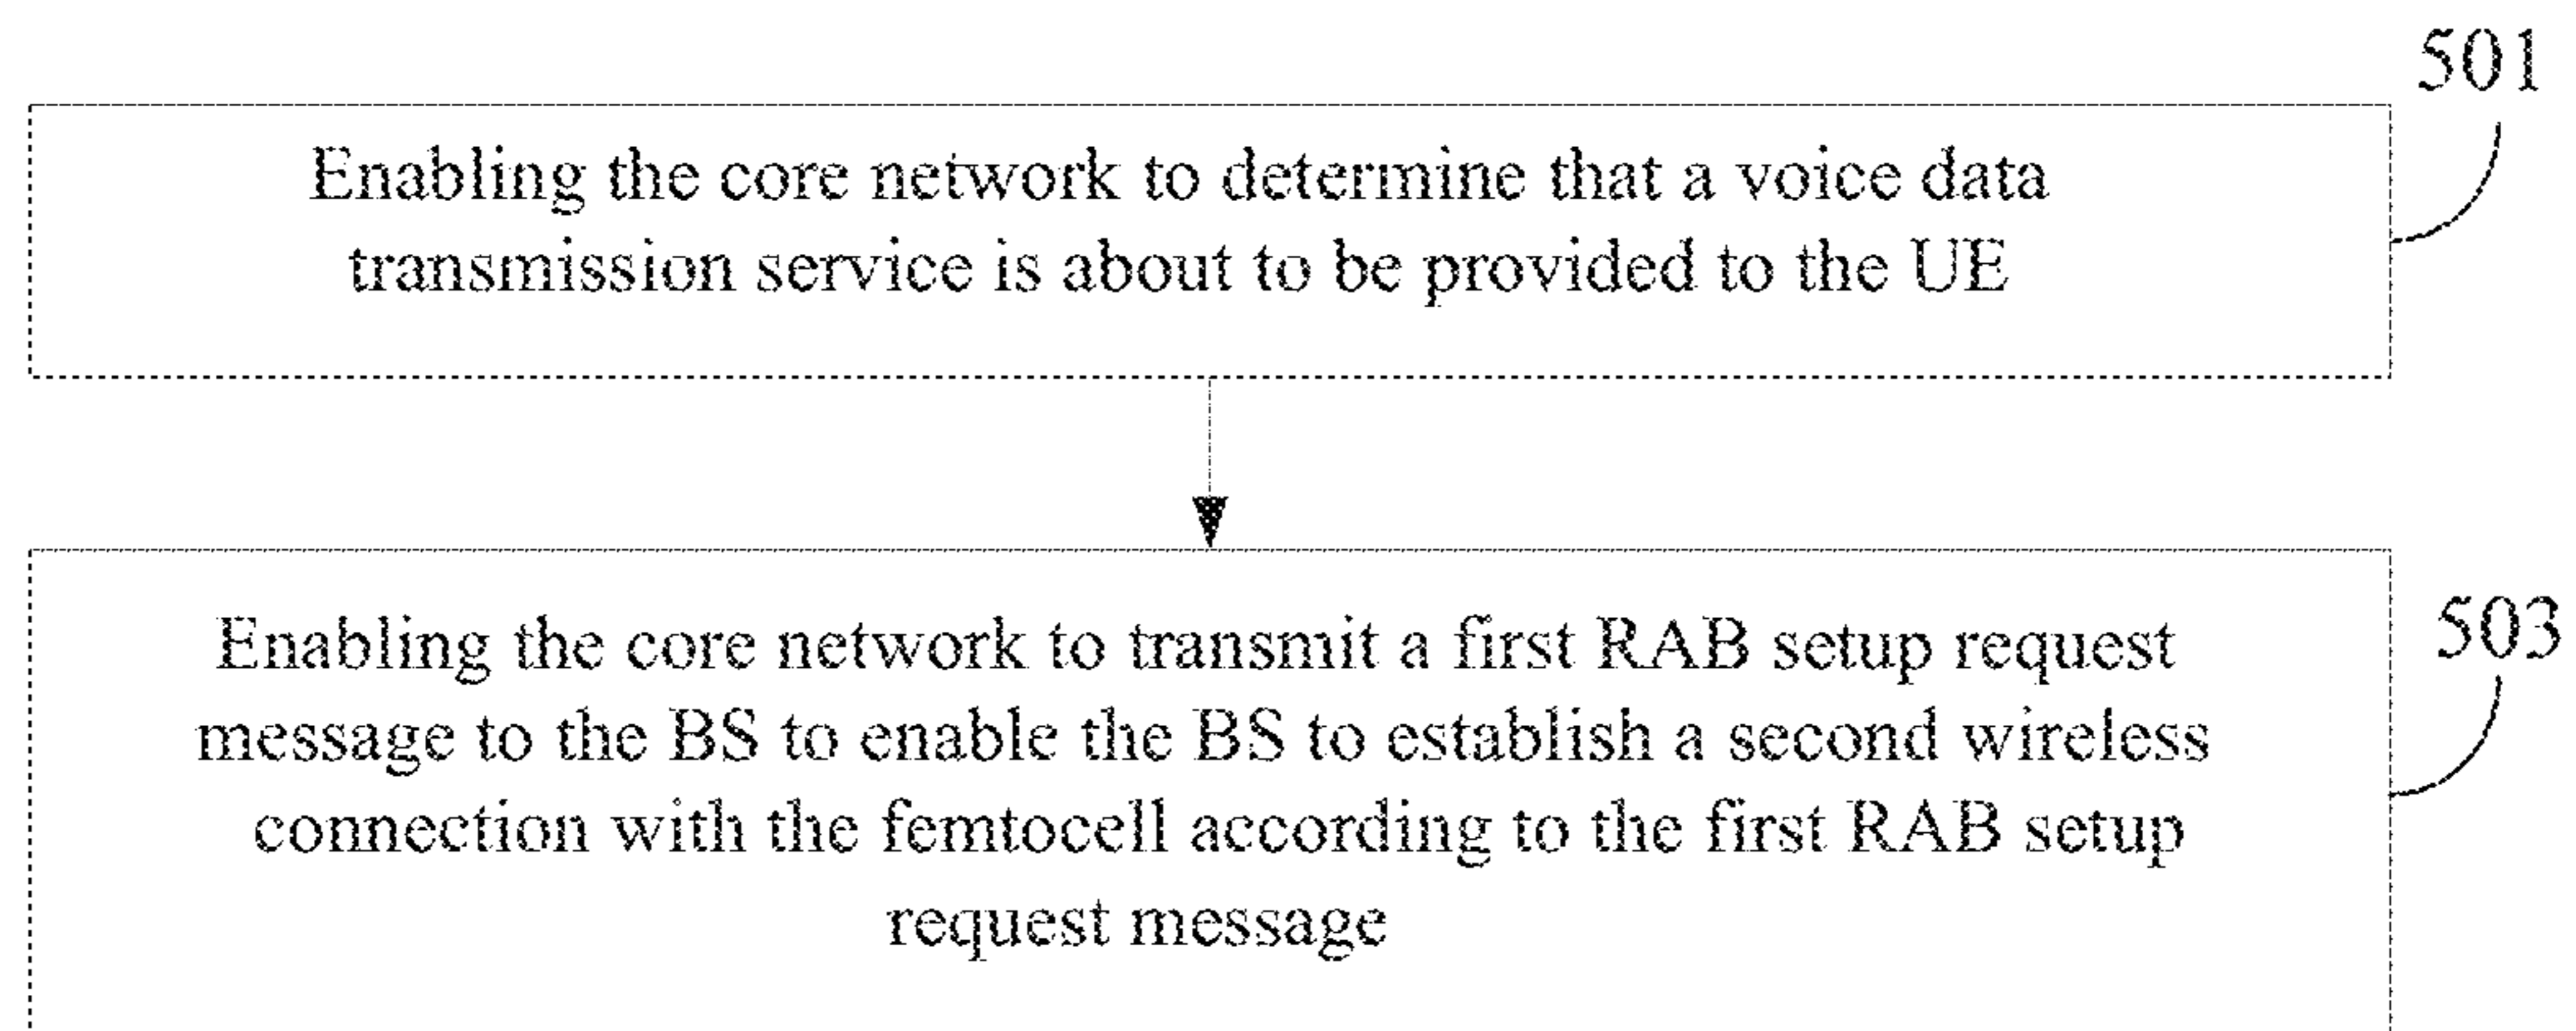 501
Enabling the core network to determine that a voice data
transmission service is about to be provided to the UE
503
Enabling the core network to transmit a first RAB setup request
message to the BS to enable the BS to establish a second wireless
connection with the femtocell according to the first RAB setup
request message